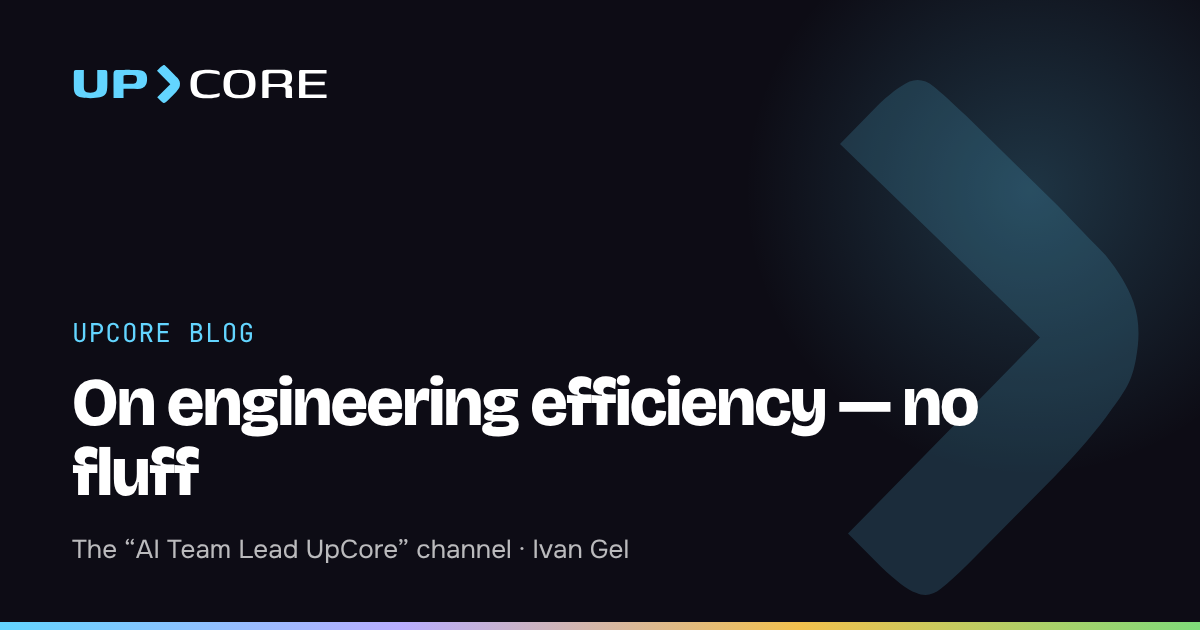 UP CORE
UPCORE BLOG
On engineering efficiency — no
fluff
The “AI Team Lead UpCore” channel · Ivan Gel